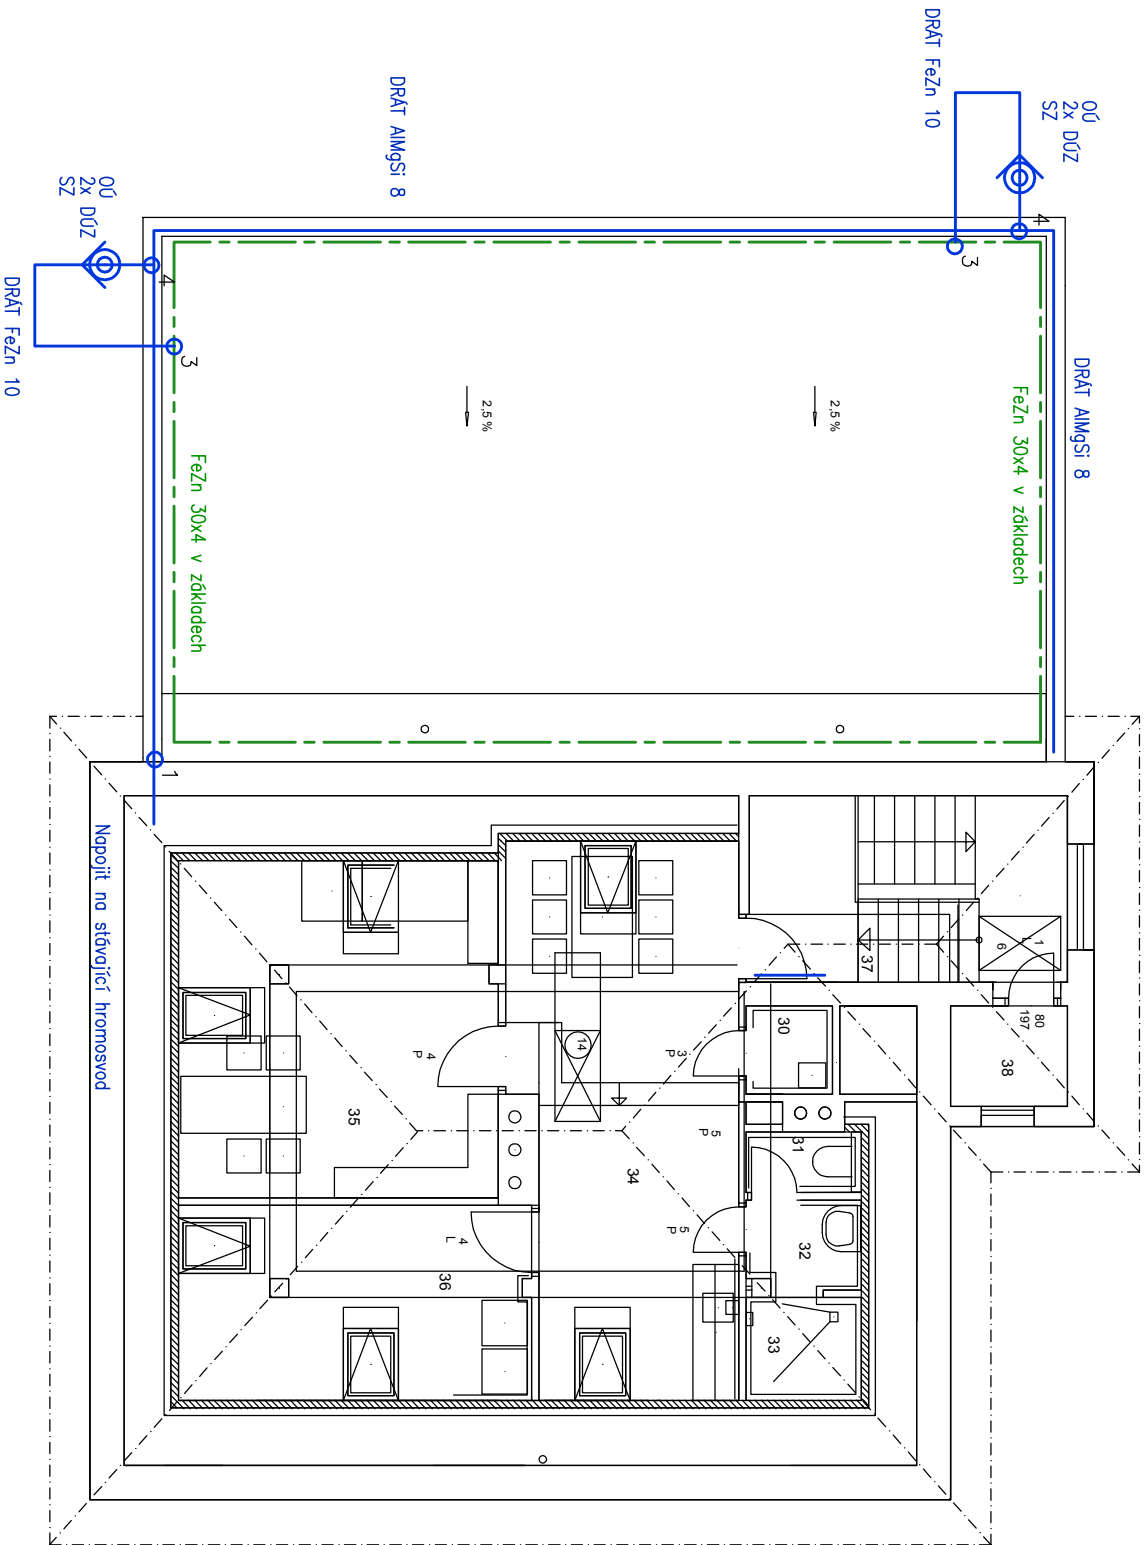 DRÁT FeZn 10
OÚ
2x DÚZ
SZ
4
3
DRÁT AlMgSi 8
DRÁT AlMgSi 8
OÚ
2x DÚZ
SZ
4
3
DRÁT FeZn 10
FeZn 30x4 v základech
FeZn 30x4 v základech
2,5 %
2,5 %
1
Napojit na stávající hromosvod
1
6
37
80
197
38
30
14
3
P
4
P
5
P
31
34
35
5
P
32
4
L
36
33